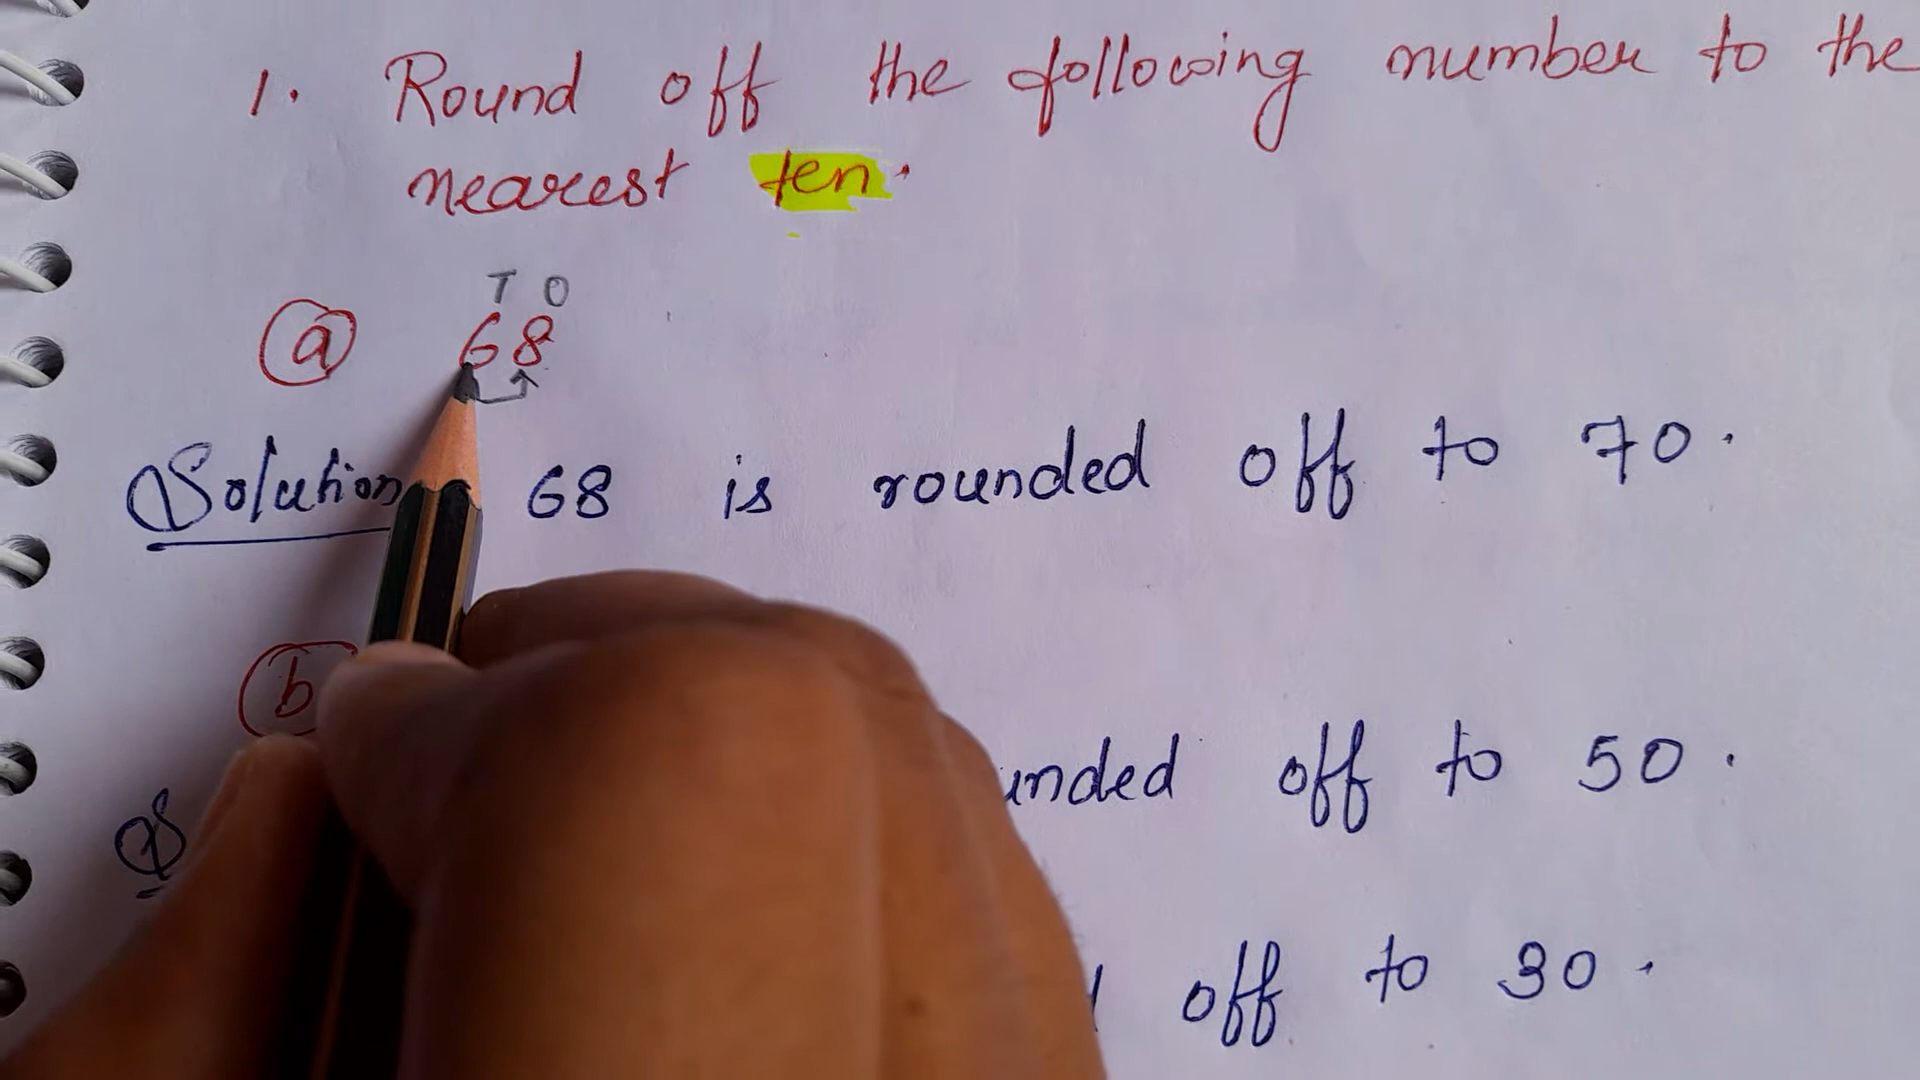 1. Round off the following number to the
nearest ten.
T O
(a) 68
Solution 68 is rounded off to 70.
(b)
off to 50.
off to 30.